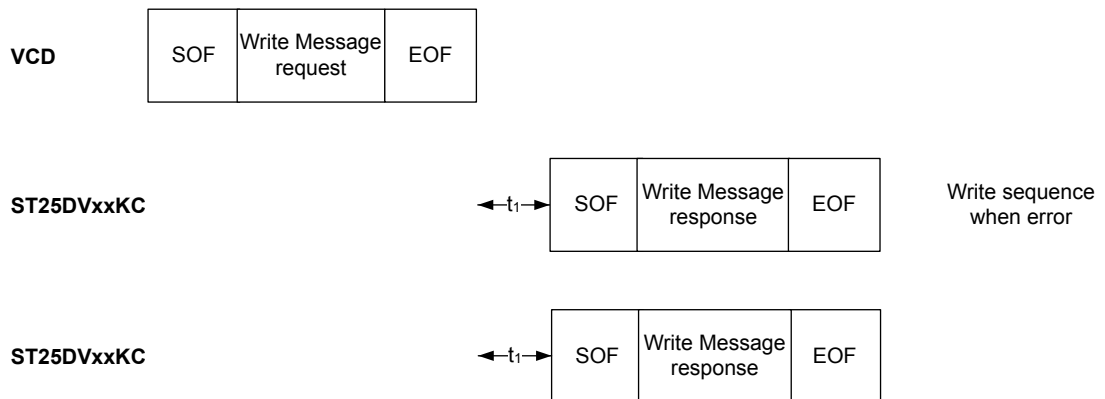 VCD
SOF
Write Message
request
EOF
ST25DVxxKC
t₁
SOF
Write Message
response
EOF
Write sequence
when error
ST25DVxxKC
t₁
SOF
Write Message
response
EOF